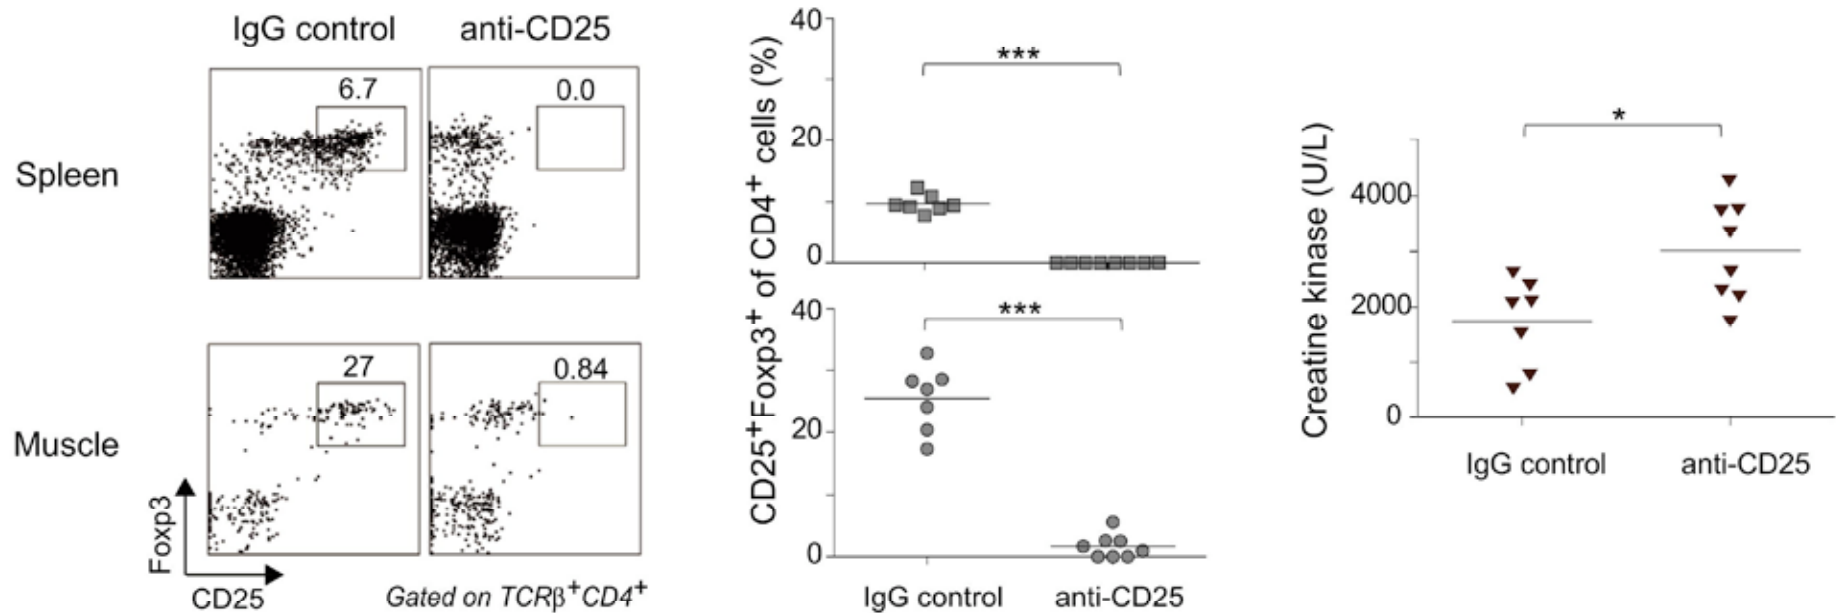 IgG control
anti-CD25
Spleen
6.7
0.0
Muscle
27
0.84
Foxp3
CD25
Gated on TCRβ⁺CD4⁺
CD25⁺Foxp3⁺ of CD4⁺ cells (%)
40
***
20
0
40
***
20
0
IgG control
anti-CD25
Creatine kinase (U/L)
*
4000
2000
0
IgG control
anti-CD25